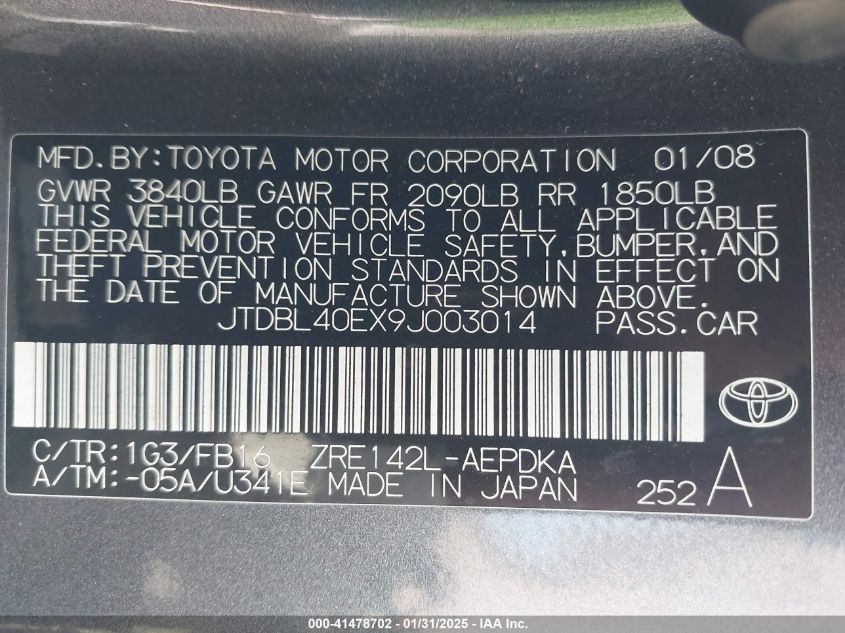 MFD.BY:TOYOTA MOTOR CORPORATION 01/08
GVWR 3840LB GAWR FR 2090LB RR 1850LB
THIS VEHICLE CONFORMS TO ALL APPLICABLE
FEDERAL MOTOR VEHICLE SAFETY,BUMPER,AND
THEFT PREVENTION STANDARDS IN EFFECT ON
THE DATE OF MANUFACTURE SHOWN ABOVE.
JTDBL40EX9J003014 PASS.CAR
C/TR:1G3/FB16 ZRE142L-AEPDKA
A/TM:-05A/U341E MADE IN JAPAN 252A
000-41478702 - 01/31/2025 - IAA Inc.